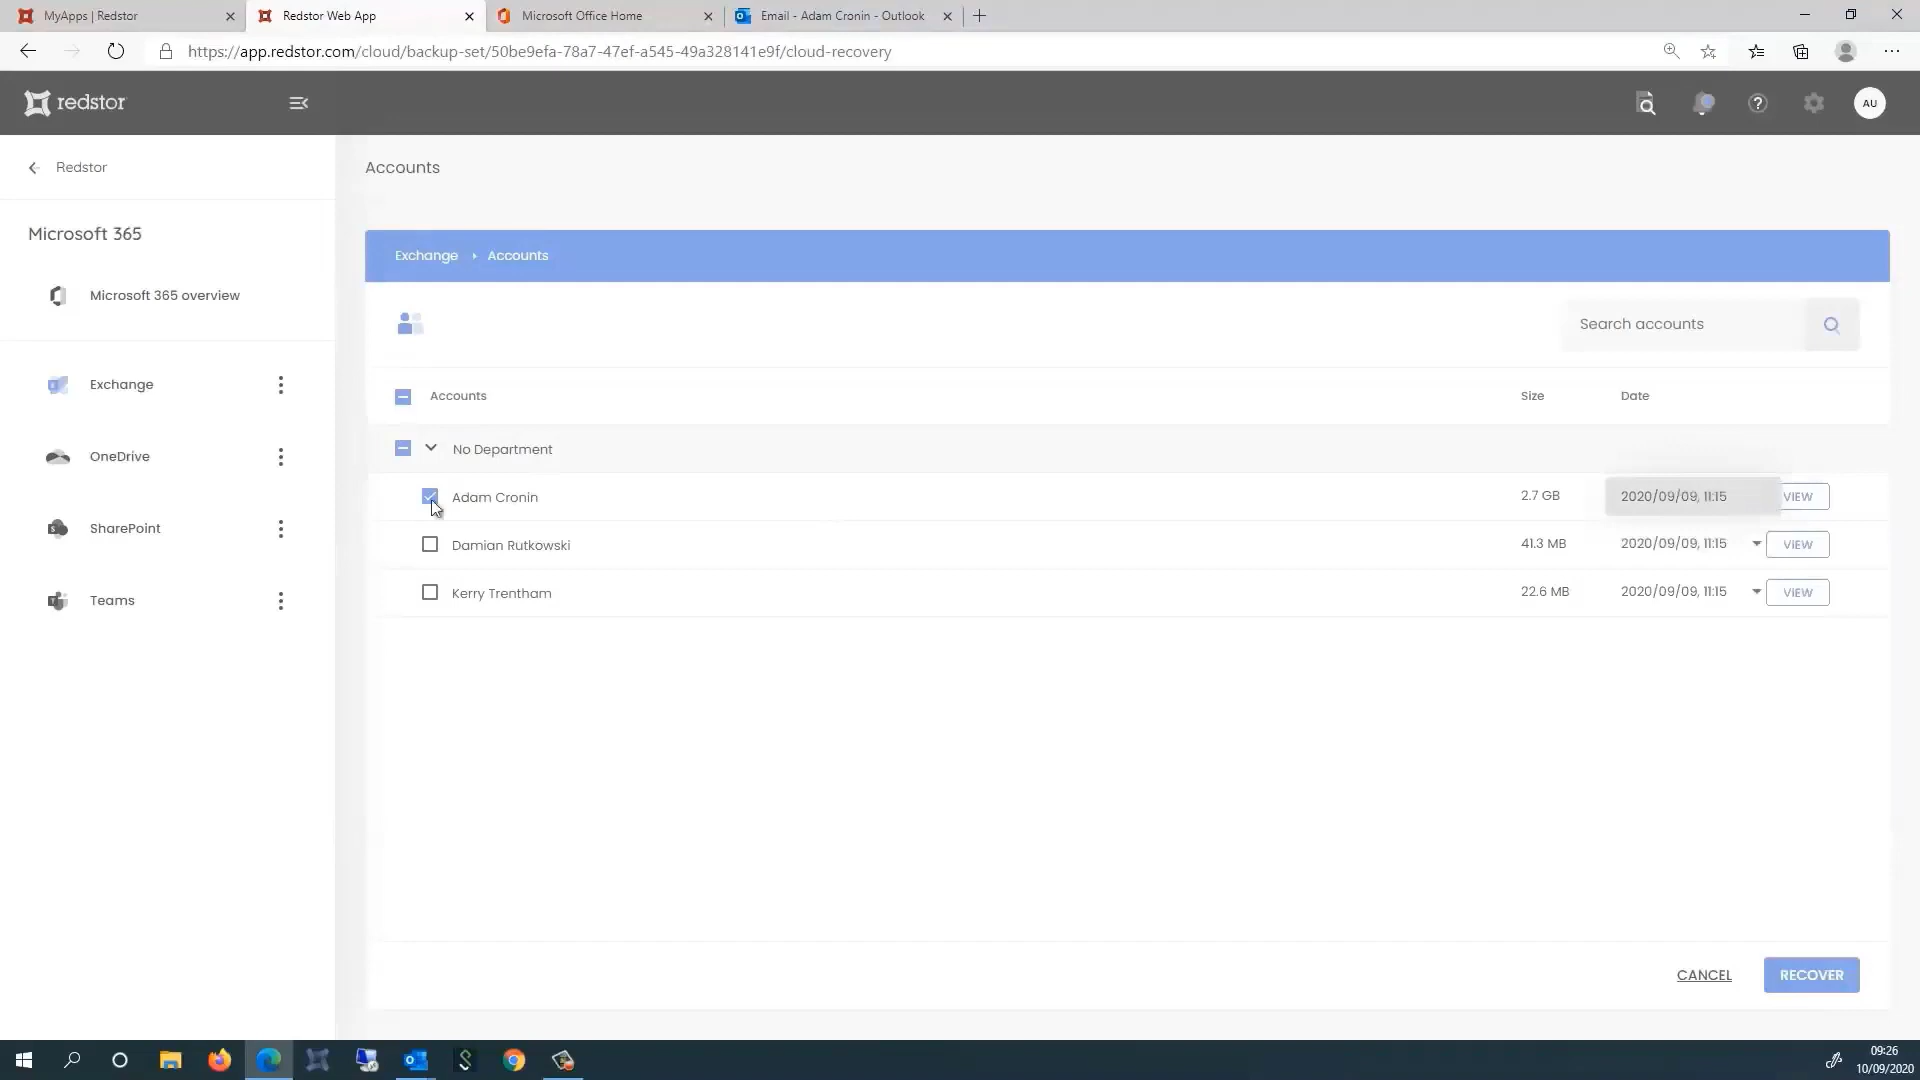 MyApps | Redstor
Redstor Web App
Microsoft Office Home
Email - Adam Cronin - Outlook
https://app.redstor.com/cloud/backup-set/50be9efa-78a7-47ef-a545-49a328141e9f/cloud-recovery
redstor
AU
Redstor
Accounts
Microsoft 365
Microsoft 365 overview
Exchange
OneDrive
SharePoint
Teams
Exchange Accounts
Search accounts
Accounts Size Date
No Department
Adam Cronin 2.7 GB 2020/09/09, 11:15 VIEW
Damian Rutkowski 41.3 MB 2020/09/09, 11:15 VIEW
Kerry Trentham 22.6 MB 2020/09/09, 11:15 VIEW
CANCEL RECOVER
09:26
10/09/2020